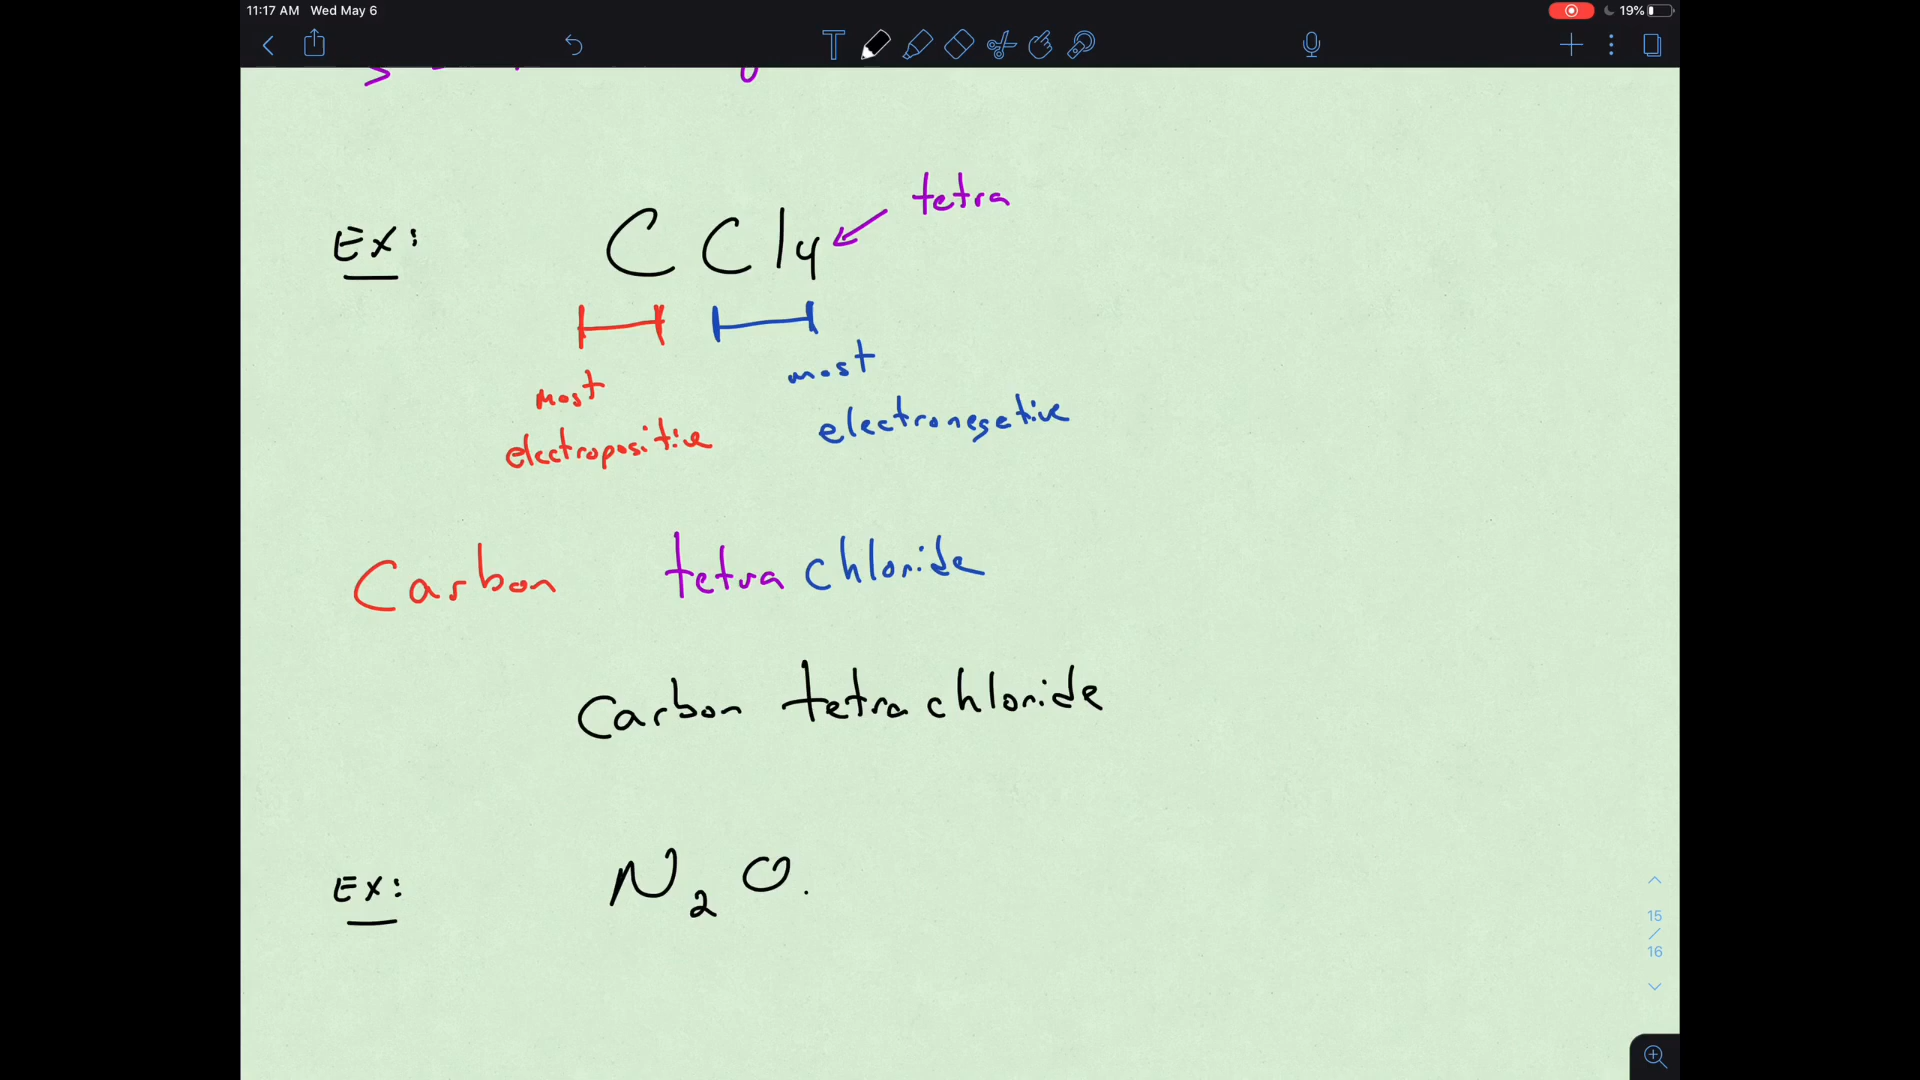 11:17 AM Wed May 6
19%
tetra
Ex: CCl4
most
most
electronegative
electropositive
Carbon tetrachloride
Carbon tetrachloride
Ex: N2O.
15
/
16